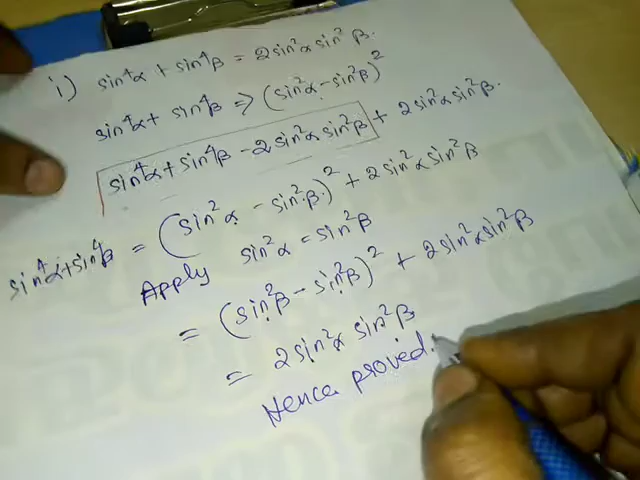 i) sin⁴α + sin⁴β = 2sin²α sin²β.
sin⁴α + sin⁴β ⇒ (sin²α - sin²β)²
sin⁴α + sin⁴β - 2sin²α sin²β + 2sin²α sin²β.
sin⁴α + sin⁴β = (sin²α - sin²β)² + 2sin²α sin²β
Apply sin²α = sin²β
= (sin²β - sin²β)² + 2sin²α sin²β
= 2sin²α sin²β
Hence proved.